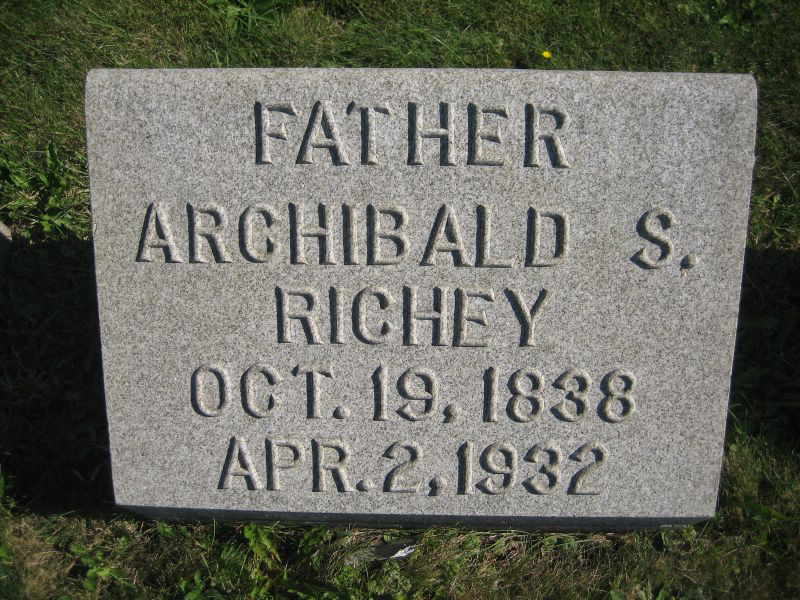 FATHER
ARCHIBALD S.
RICHEY
OCT. 19, 1838
APR. 2, 1932